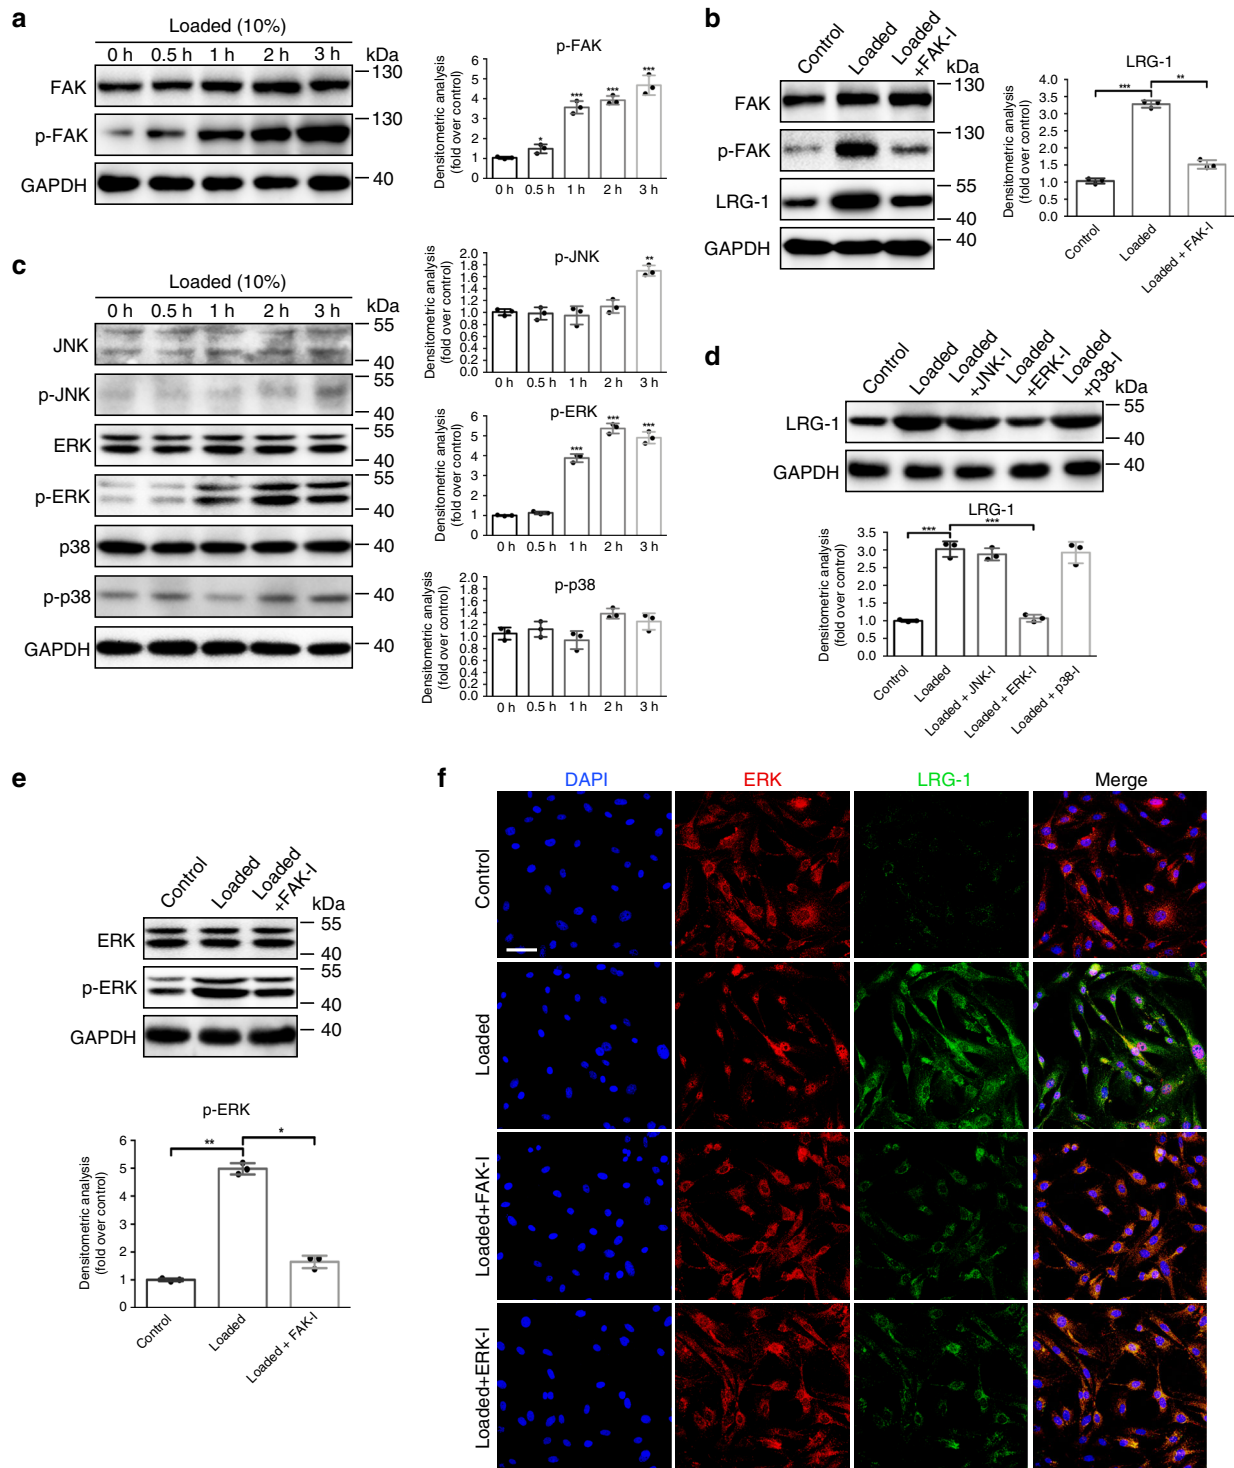 a
Loaded (10%)
0 h 0.5 h 1 h 2 h 3 h kDa
FAK
130
p-FAK
130
GAPDH
40
p-FAK
Densitometric analysis
(fold over control)
6
5
4
3
2
1
0
* *** *** ***
0 h 0.5 h 1 h 2 h 3 h
b
Control Loaded Loaded +FAK-I kDa
FAK
130
p-FAK
130
LRG-1
55
40
GAPDH
40
LRG-1
Densitometric analysis
(fold over control)
4.0
3.5
3.0
2.5
2.0
1.5
1.0
0.5
0.0
*** **
Control Loaded Loaded + FAK-I
c
Loaded (10%)
0 h 0.5 h 1 h 2 h 3 h kDa
JNK
55
40
p-JNK
55
40
ERK
55
40
p-ERK
55
40
p38
40
p-p38
40
GAPDH
40
p-JNK
Densitometric analysis
(fold over control)
2.0
1.8
1.6
1.4
1.2
1.0
0.8
0.6
0.4
0.2
0.0
**
0 h 0.5 h 1 h 2 h 3 h
p-ERK
Densitometric analysis
(fold over control)
6
5
4
3
2
1
0
*** *** ***
0 h 0.5 h 1 h 2 h 3 h
p-p38
Densitometric analysis
(fold over control)
2.0
1.8
1.6
1.4
1.2
1.0
0.8
0.6
0.4
0.2
0.0
0 h 0.5 h 1 h 2 h 3 h
d
Control Loaded Loaded +JNK-I Loaded +ERK-I Loaded +p38-I kDa
LRG-1
55
40
GAPDH
40
LRG-1
Densitometric analysis
(fold over control)
3.5
3.0
2.5
2.0
1.5
1.0
0.5
0.0
*** ***
Control Loaded Loaded + JNK-I Loaded + ERK-I Loaded + p38-I
e
Control Loaded Loaded +FAK-I kDa
ERK
55
40
p-ERK
55
40
GAPDH
40
p-ERK
Densitometric analysis
(fold over control)
6
5
4
3
2
1
0
** *
Control Loaded Loaded + FAK-I
f
DAPI ERK LRG-1 Merge
Control
Loaded
Loaded+FAK-I
Loaded+ERK-I